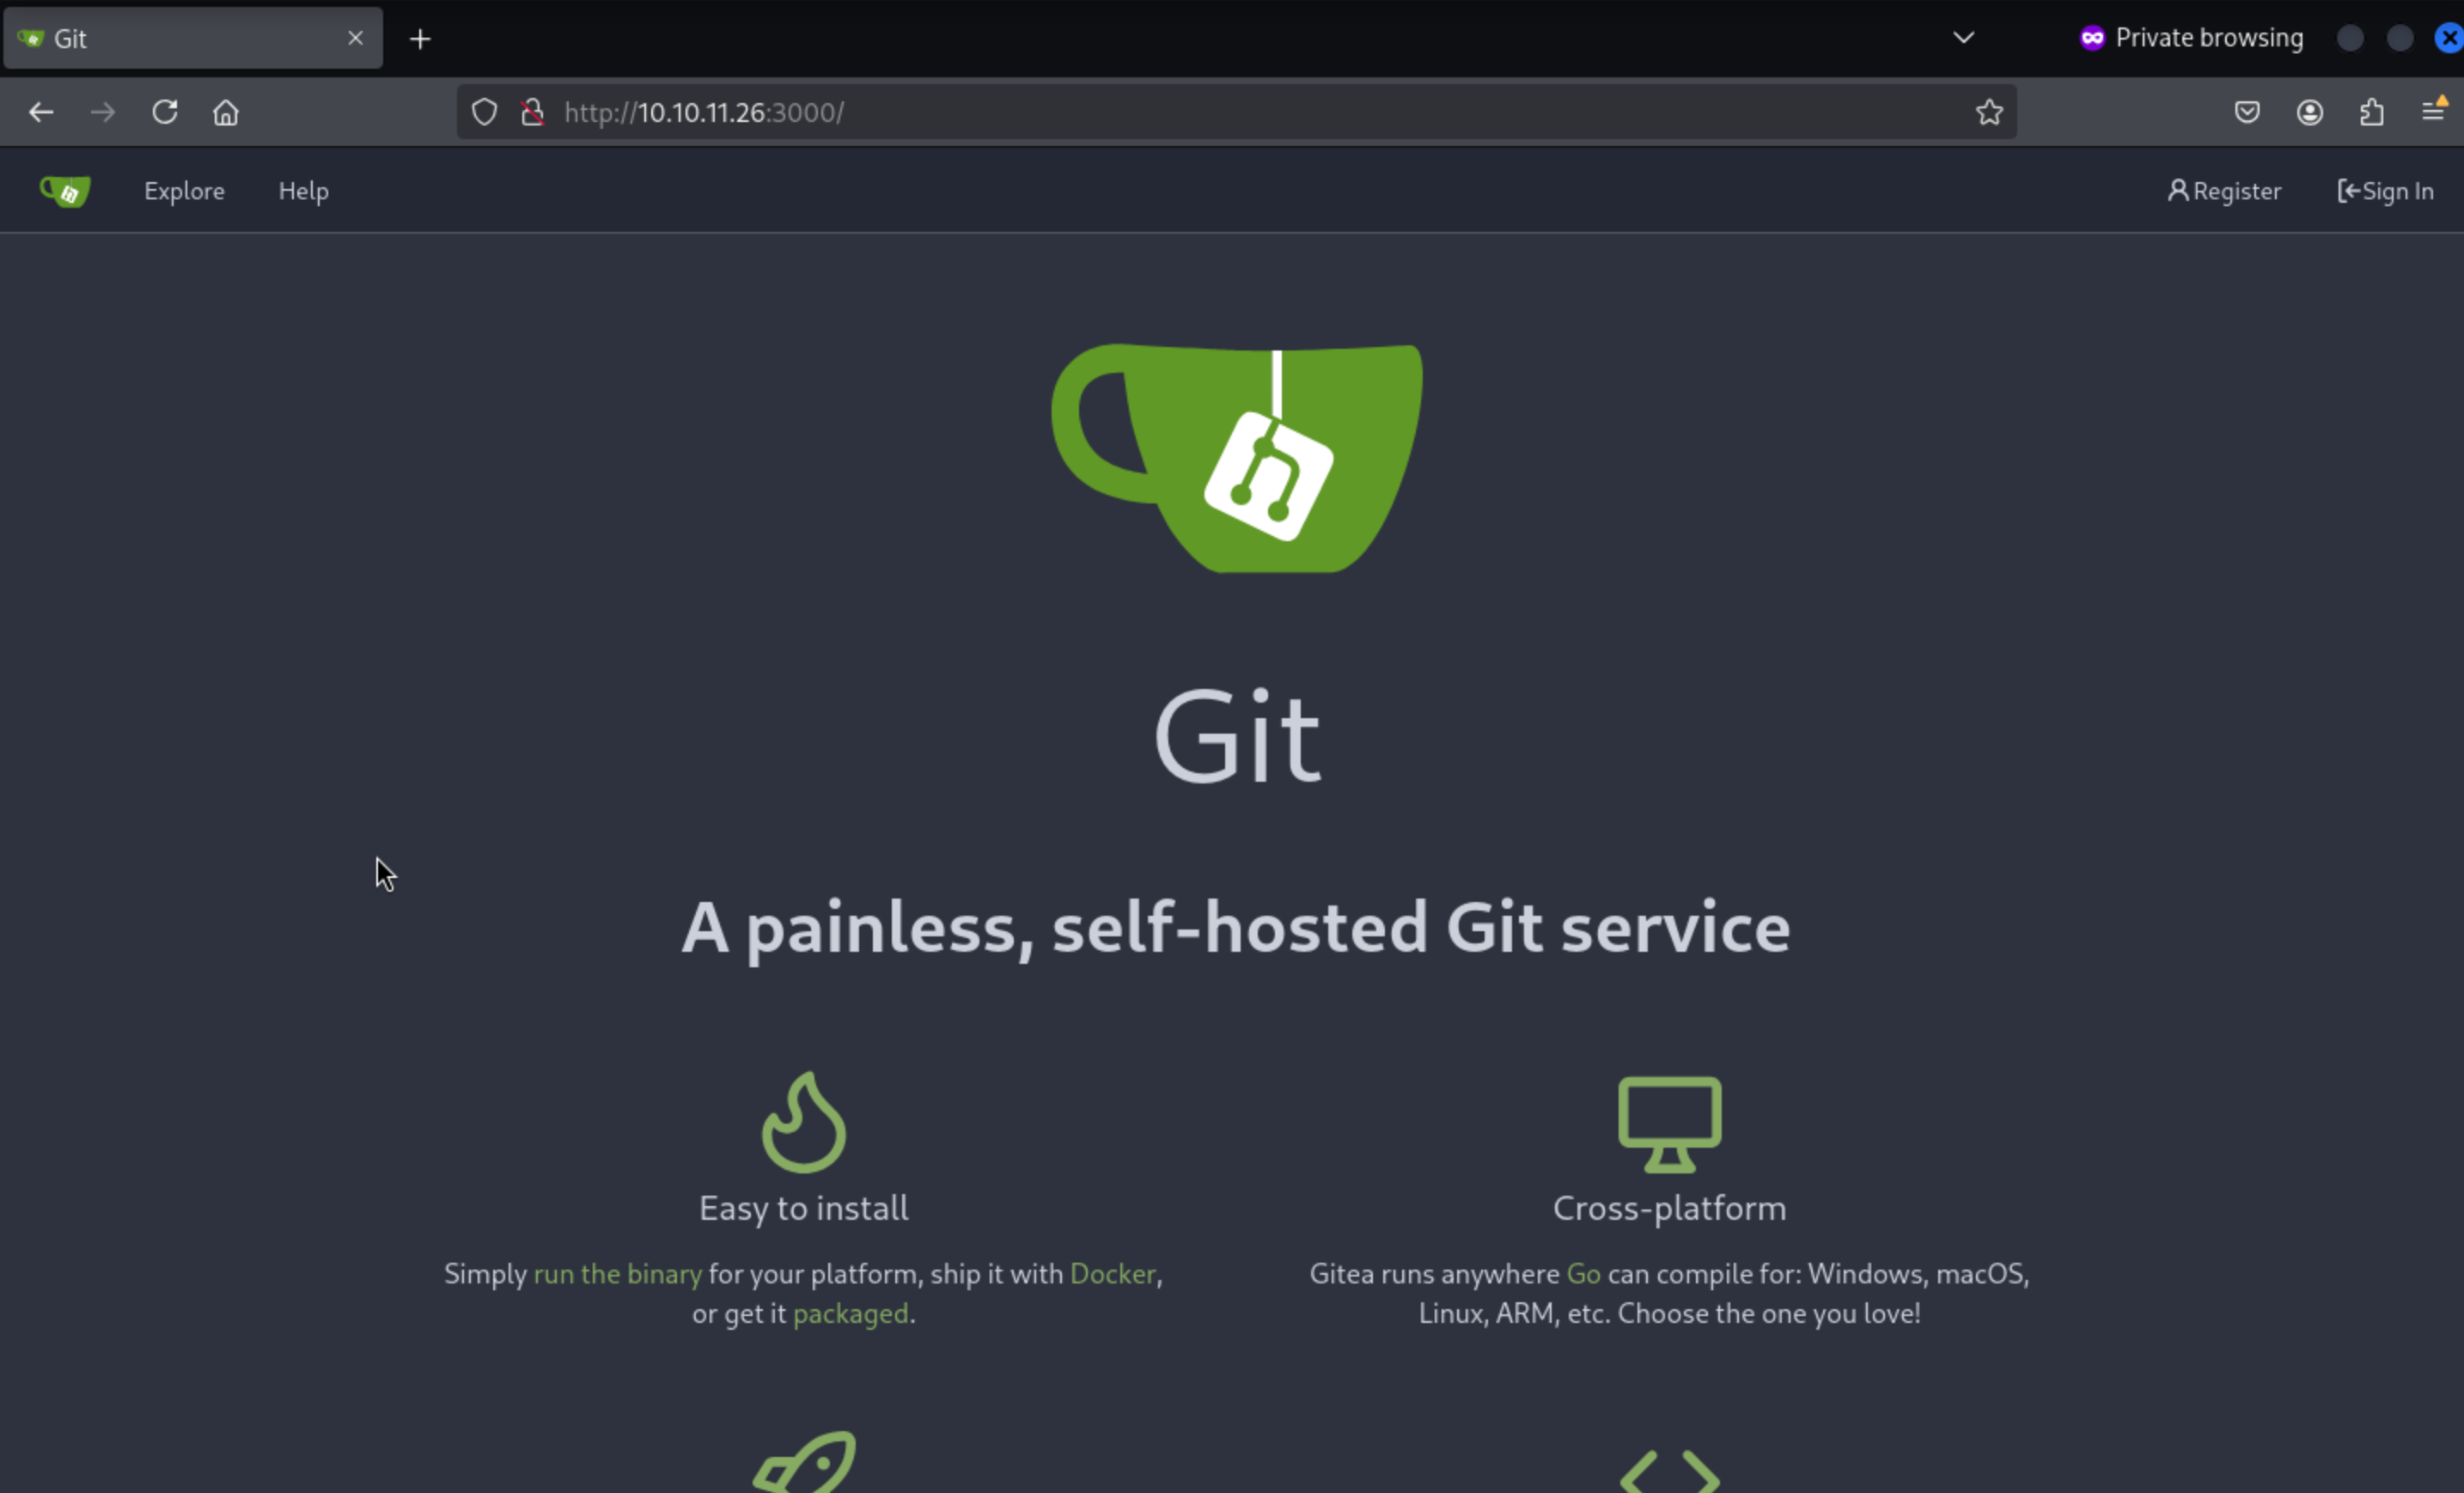 Git
Private browsing
http://10.10.11.26:3000/
Explore
Help
Register
Sign In
Git
A painless, self-hosted Git service
Easy to install
Simply run the binary for your platform, ship it with Docker,
or get it packaged.
Cross-platform
Gitea runs anywhere Go can compile for: Windows, macOS,
Linux, ARM, etc. Choose the one you love!